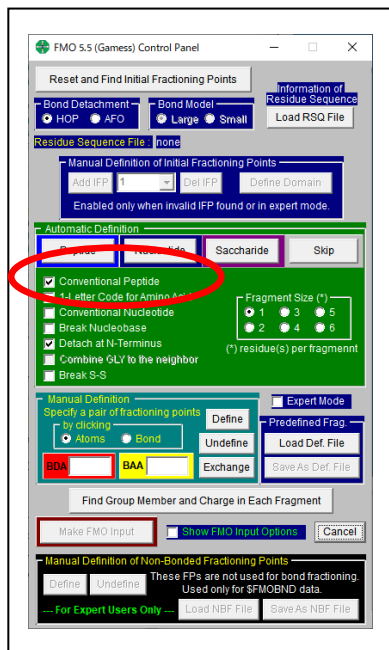 FMO 5.5 (Gamess) Control Panel
Reset and Find Initial Fractioning Points
Information of
Residue Sequence
Bond Detachment
Bond Model
HOP AFO
Large Small
Load RSQ File
Residue Sequence File : none
Manual Definition of Initial Fractioning Points
Add IFP 1 Del IFP Define Domain
Enabled only when invalid IFP found or in expert mode.
Automatic Definition
Peptide Nucleotide Saccharide Skip
Conventional Peptide
1-Letter Code for Amino Acid
Conventional Nucleotide
Break Nucleobase
Detach at N-Terminus
Combine GLY to the neighbor
Break S-S
Fragment Size (*)
1 3 5
2 4 6
(*) residue(s) per fragmennt
Manual Definition
Specify a pair of fractioning points
by clicking
Atoms Bond
BDA BAA
Define
Undefine
Exchange
Expert Mode
Predefined Frag.
Load Def. File
Save As Def. File
Find Group Member and Charge in Each Fragment
Make FMO Input Show FMO Input Options Cancel
Manual Definition of Non-Bonded Fractioning Points
Define Undefine
These FPs are not used for bond fractioning.
Used only for $FMOBND data.
--- For Expert Users Only --- Load NBF File Save As NBF File